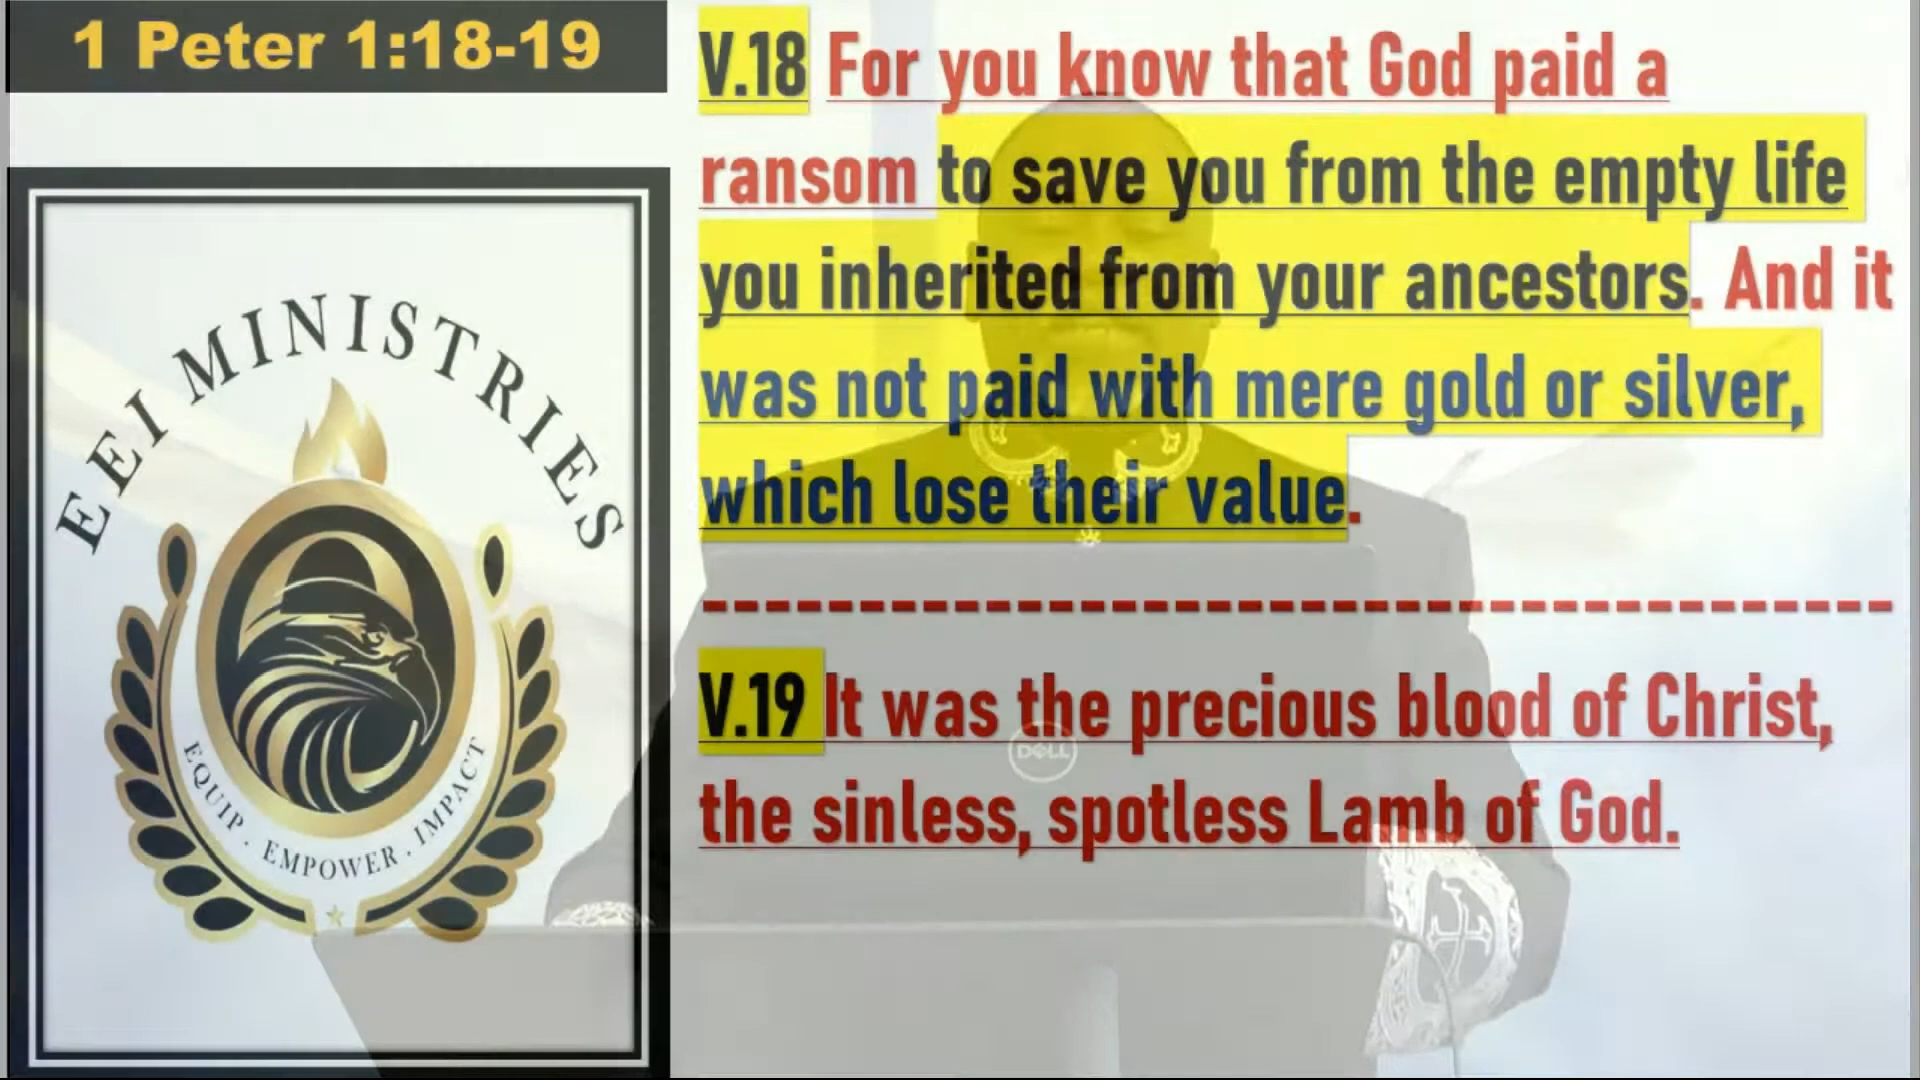 1 Peter 1:18-19
EEI MINISTRIES
EQUIP . EMPOWER . IMPACT
V.18 For you know that God paid a
ransom to save you from the empty life
you inherited from your ancestors. And it
was not paid with mere gold or silver,
which lose their value.
-------------------------------------
V.19 It was the precious blood of Christ,
the sinless, spotless Lamb of God.
DELL